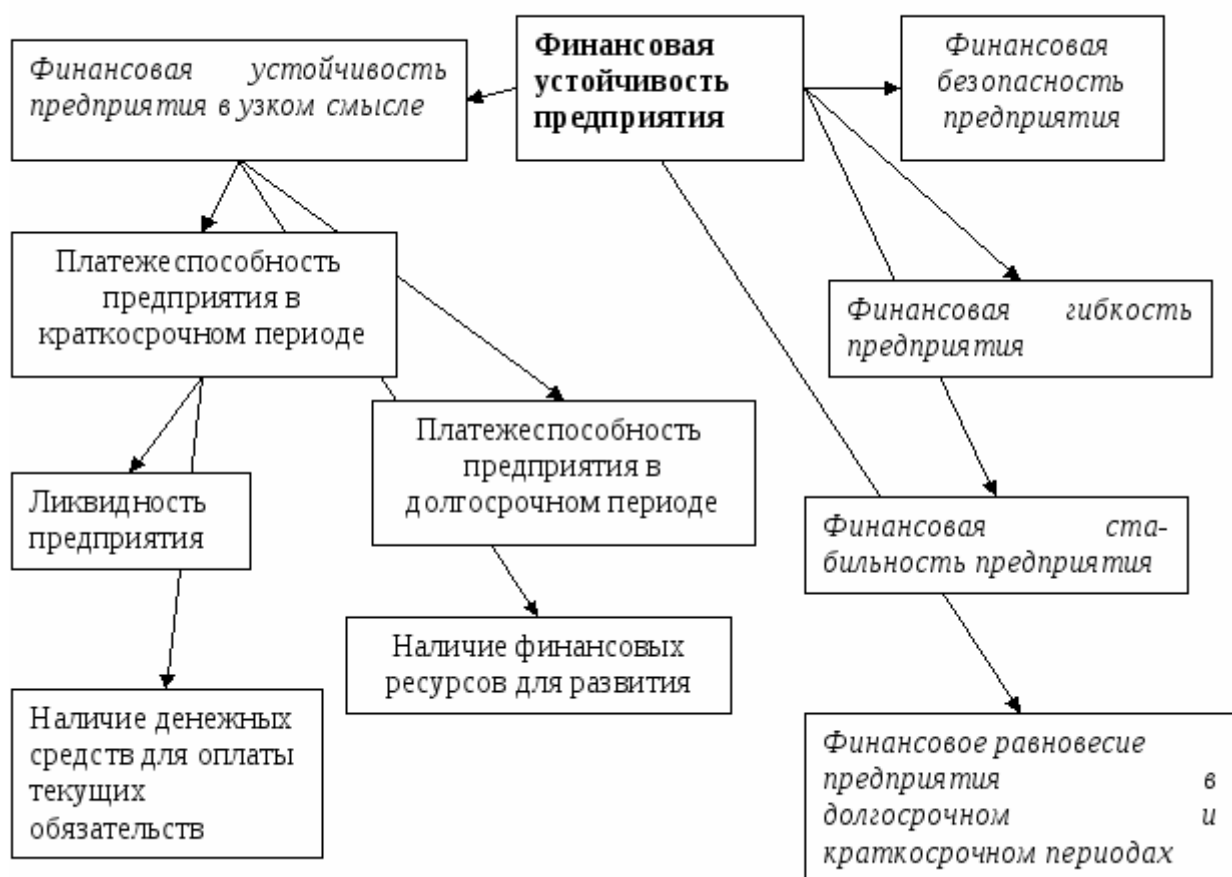 Финансовая устойчивость
предприятия в узком смысле
Финансовая
устойчивость
предприятия
Финансовая
безопасность
предприятия
Платежеспособность
предприятия в
краткосрочном периоде
Финансовая гибкость
предприятия
Платежеспособность
предприятия в
долгосрочном периоде
Ликвидность
предприятия
Финансовая ста-
бильность предприятия
Наличие финансовых
ресурсов для развития
Наличие денежных
средств для оплаты
текущих
обязательств
Финансовое равновесие
предприятия в
долгосрочном и
краткосрочном периодах